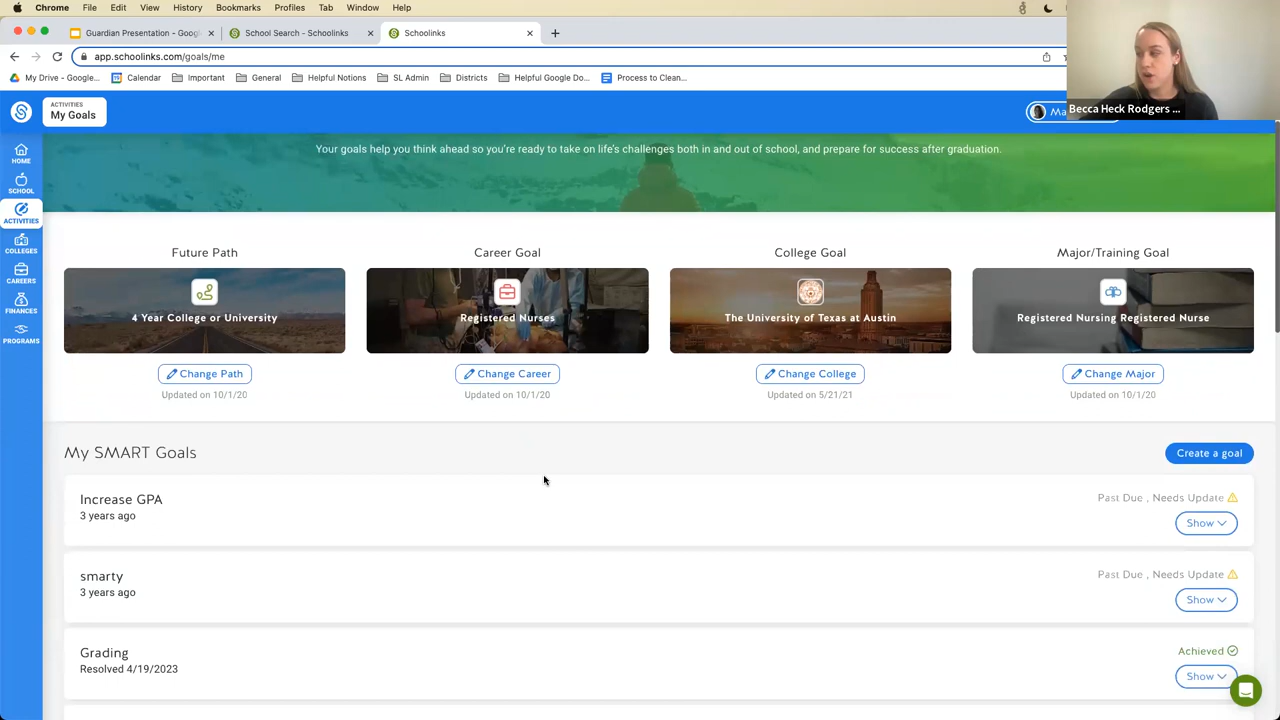 Chrome File Edit View History Bookmarks Profiles Tab Window Help
Guardian Presentation - Googl
School Search - Schoolinks
Schoolinks
app.schoolinks.com/goals/me
My Drive - Google... Calendar Important General Helpful Notions SL Admin Districts Helpful Google Do... Process to Clean...
Becca Heck Rodgers ...
ACTIVITIES
My Goals
Ma
HOME
SCHOOL
ACTIVITIES
COLLEGES
CAREERS
FINANCES
PROGRAMS
Your goals help you think ahead so you're ready to take on life's challenges both in and out of school, and prepare for success after graduation.
Future Path
4 Year College or University
Change Path
Updated on 10/1/20
Career Goal
Registered Nurses
Change Career
Updated on 10/1/20
College Goal
The University of Texas at Austin
Change College
Updated on 5/21/21
Major/Training Goal
Registered Nursing Registered Nurse
Change Major
Updated on 10/1/20
My SMART Goals
Create a goal
Increase GPA
3 years ago
Past Due , Needs Update
Show
smarty
3 years ago
Past Due , Needs Update
Show
Grading
Resolved 4/19/2023
Achieved
Show